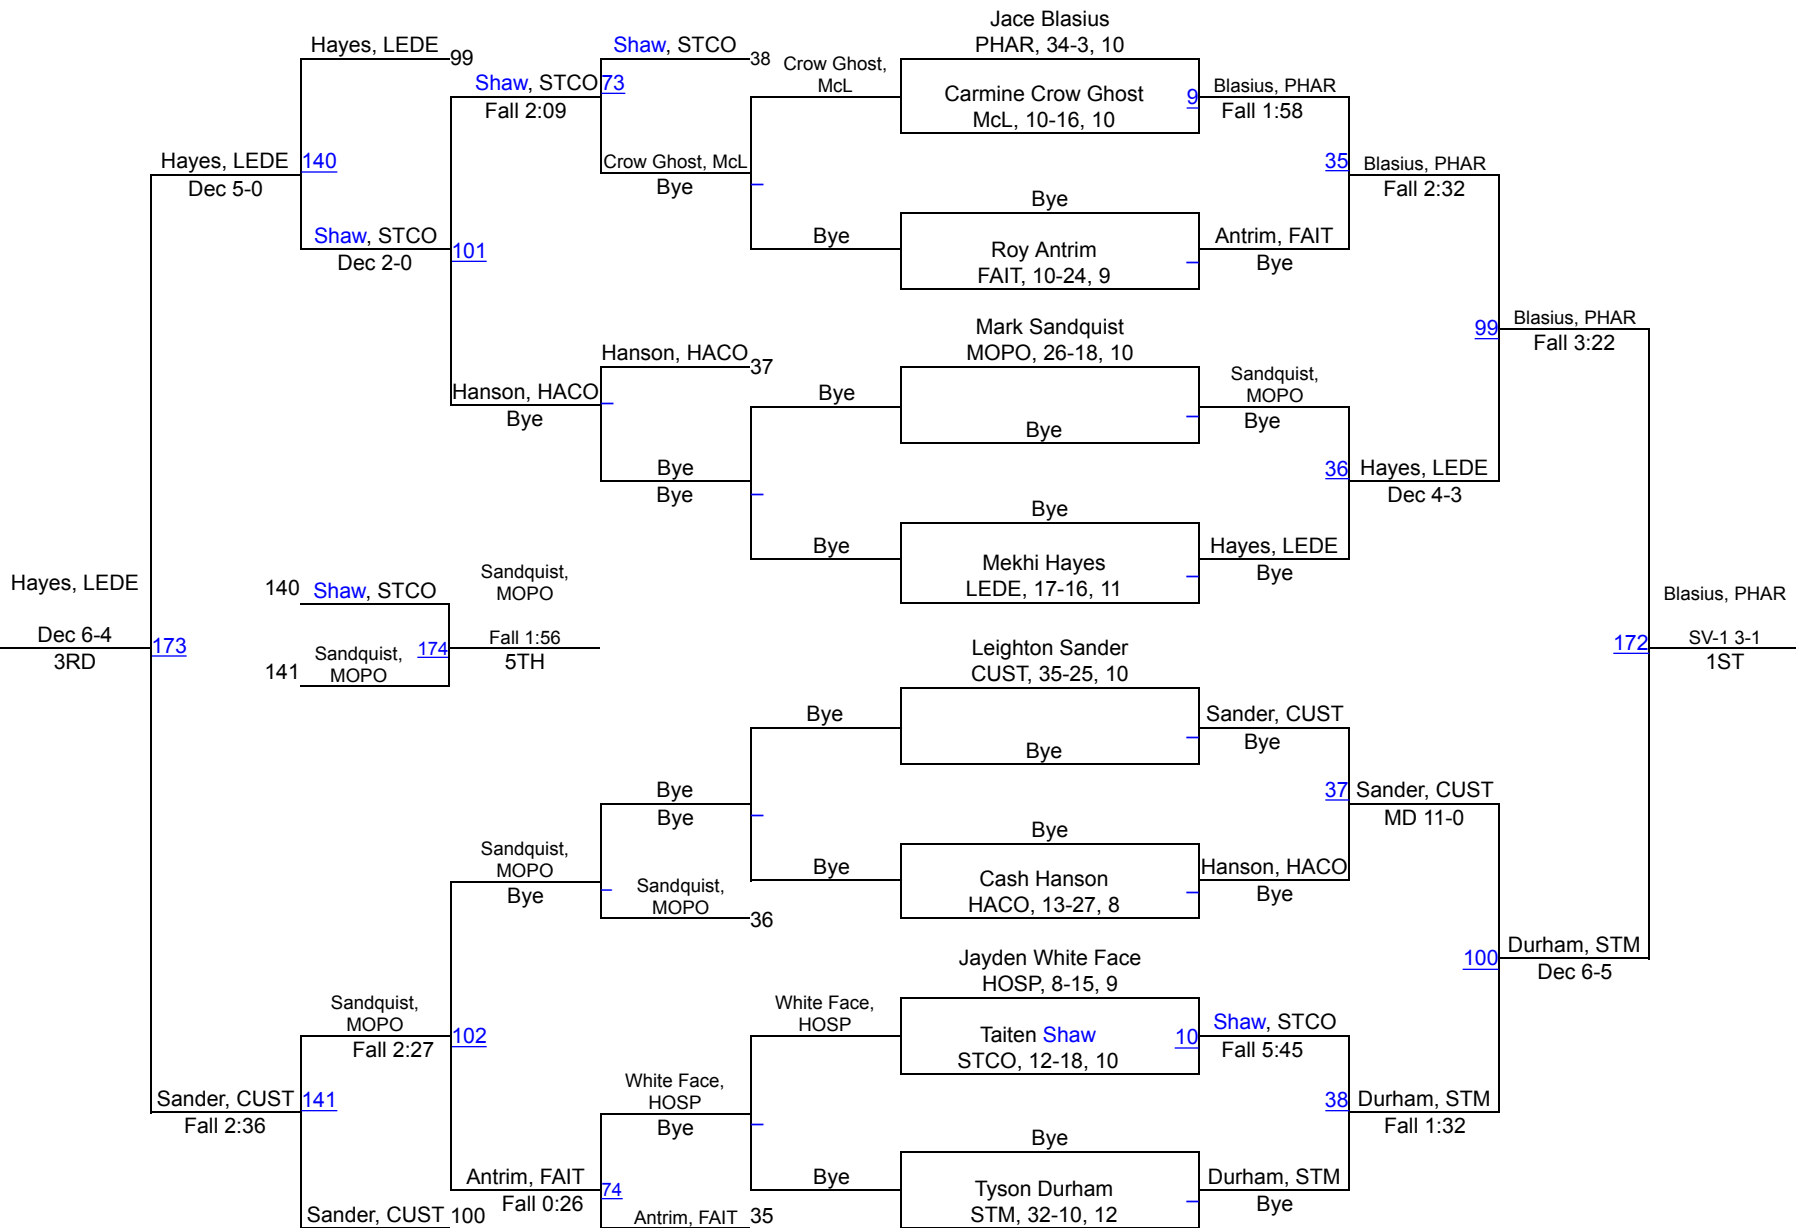 Hayes, LEDE
Dec 6-4
3RD
173
Hayes, LEDE
Dec 5-0
Sander, CUST
Fall 2:36
Hayes, LEDE
99
140
Shaw, STCO
Dec 2-0
140
Shaw, STCO
141
Sandquist,
MOPO
174
Sandquist,
MOPO
Fall 1:56
5TH
Sandquist,
MOPO
Fall 2:27
141
Sander, CUST
100
Shaw, STCO
Fall 2:09
101
Hanson, HACO
Bye
Sandquist,
MOPO
Bye
102
Antrim, FAIT
Fall 0:26
Shaw, STCO
38
73
Crow Ghost, McL
Bye
Hanson, HACO
37
Bye
Bye
Bye
Bye
Sandquist,
MOPO
36
White Face,
HOSP
Bye
74
Antrim, FAIT
35
Crow Ghost,
McL
Bye
Bye
Bye
Bye
Bye
White Face,
HOSP
Bye
Jace Blasius
PHAR, 34-3, 10
Carmine Crow Ghost
McL, 10-16, 10
9
Bye
Roy Antrim
FAIT, 10-24, 9
Mark Sandquist
MOPO, 26-18, 10
Bye
Bye
Mekhi Hayes
LEDE, 17-16, 11
Leighton Sander
CUST, 35-25, 10
Bye
Bye
Cash Hanson
HACO, 13-27, 8
Jayden White Face
HOSP, 8-15, 9
Taiten Shaw
STCO, 12-18, 10
10
Bye
Tyson Durham
STM, 32-10, 12
Blasius, PHAR
Fall 1:58
35
Antrim, FAIT
Bye
Sandquist,
MOPO
Bye
36
Hayes, LEDE
Bye
Sander, CUST
Bye
37
Hanson, HACO
Bye
Shaw, STCO
Fall 5:45
38
Durham, STM
Bye
Blasius, PHAR
Fall 2:32
99
Hayes, LEDE
Dec 4-3
Sander, CUST
MD 11-0
100
Durham, STM
Fall 1:32
Blasius, PHAR
Fall 3:22
172
Durham, STM
Dec 6-5
Blasius, PHAR
SV-1 3-1
1ST